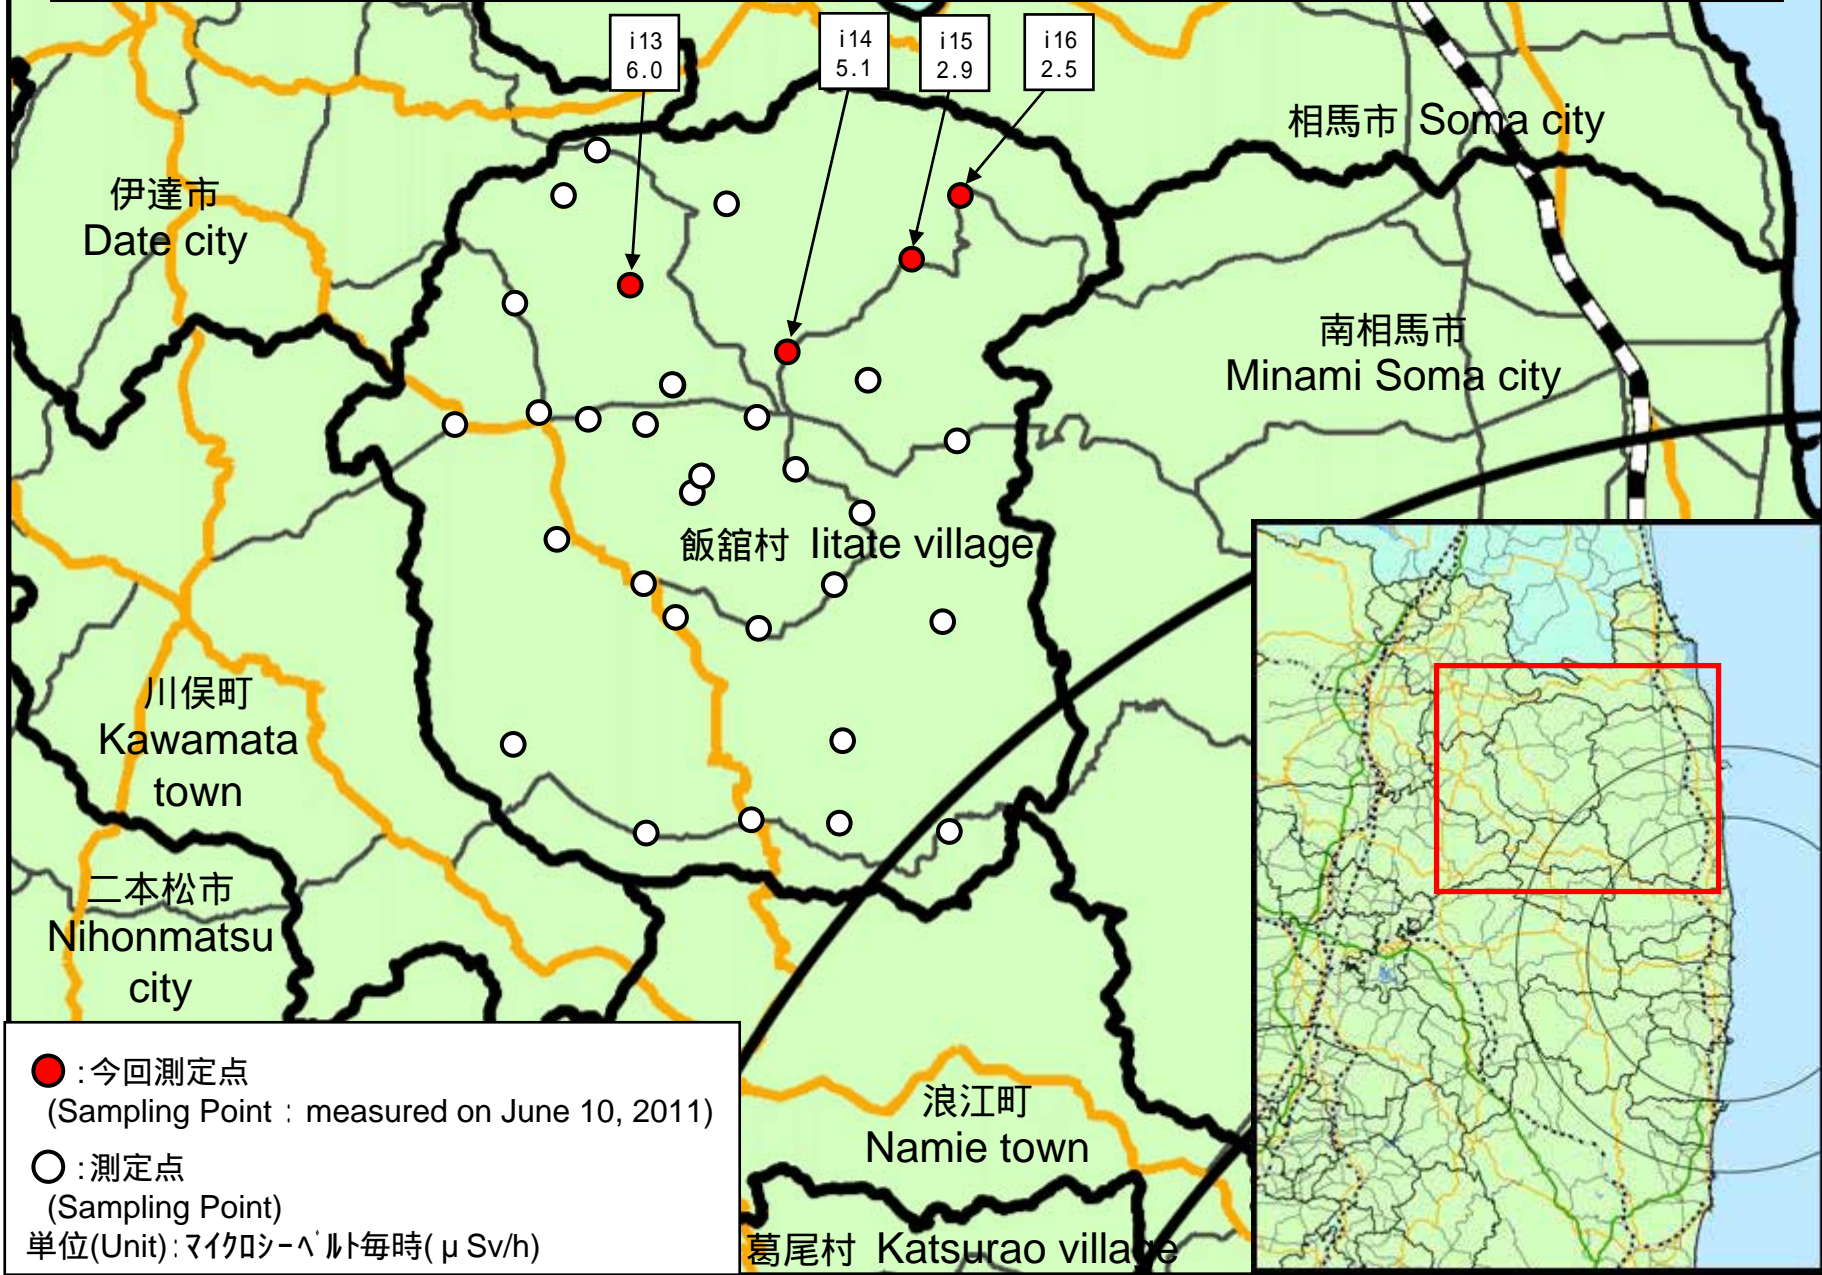 i13
6.0
i14
5.1
i15
2.9
i16
2.5
相馬市 Soma city
伊達市
Date city
南相馬市
Minami Soma city
飯舘村 Iitate village
川俣町
Kawamata
town
二本松市
Nihonmatsu
city
浪江町
Namie town
葛尾村 Katsurao village
:今回測定点
(Sampling Point : measured on June 10, 2011)
:測定点
(Sampling Point)
単位(Unit):マイクロシーベルト毎時(μSv/h)